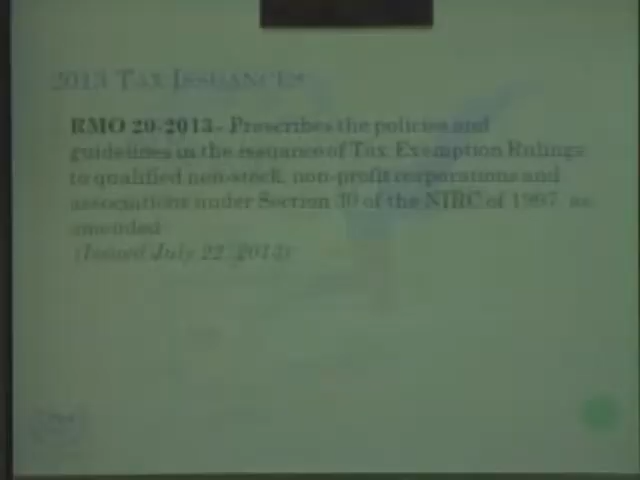 2013 TAX ISSUANCES
RMO 20-2013- Prescribes the policies and
guidelines in the issuance of Tax Exemption Rulings
to qualified non-stock, non-profit corporations and
associations under Section 30 of the NIRC of 1997, as
amended
(Issued July 22, 2013)